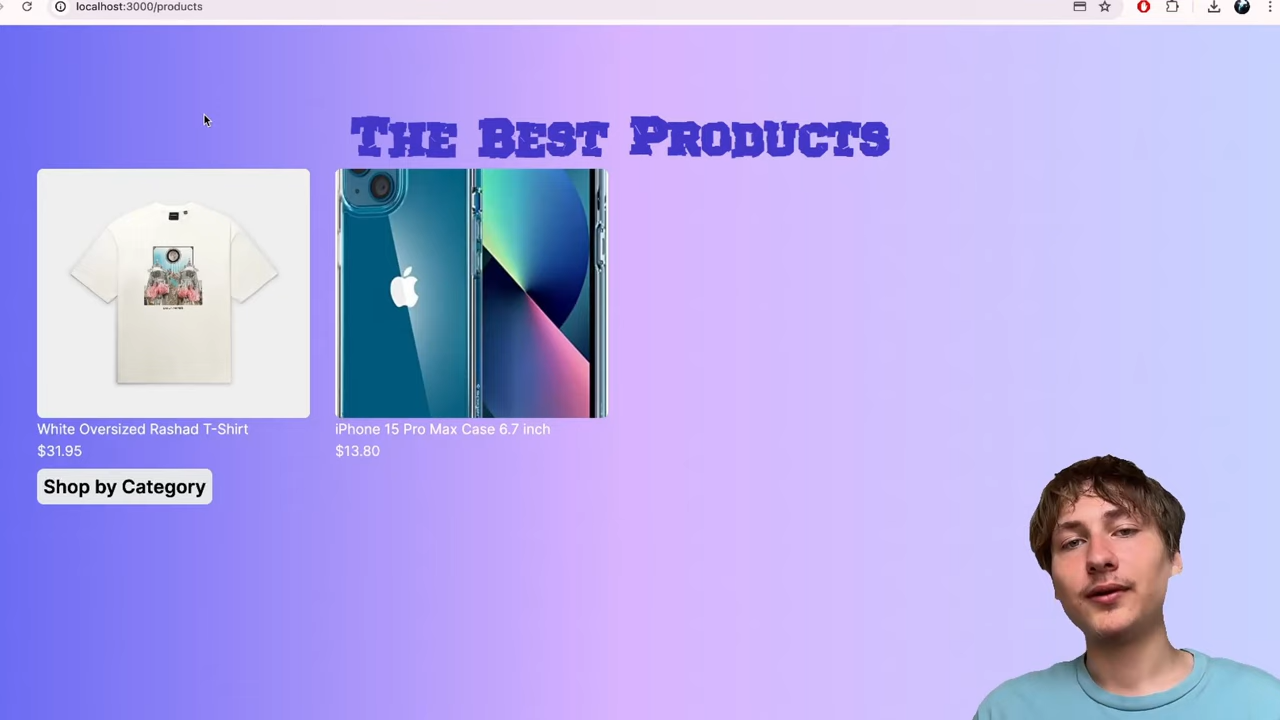 localhost:3000/products
The Best Products
White Oversized Rashad T-Shirt
$31.95
iPhone 15 Pro Max Case 6.7 inch
$13.80
Shop by Category